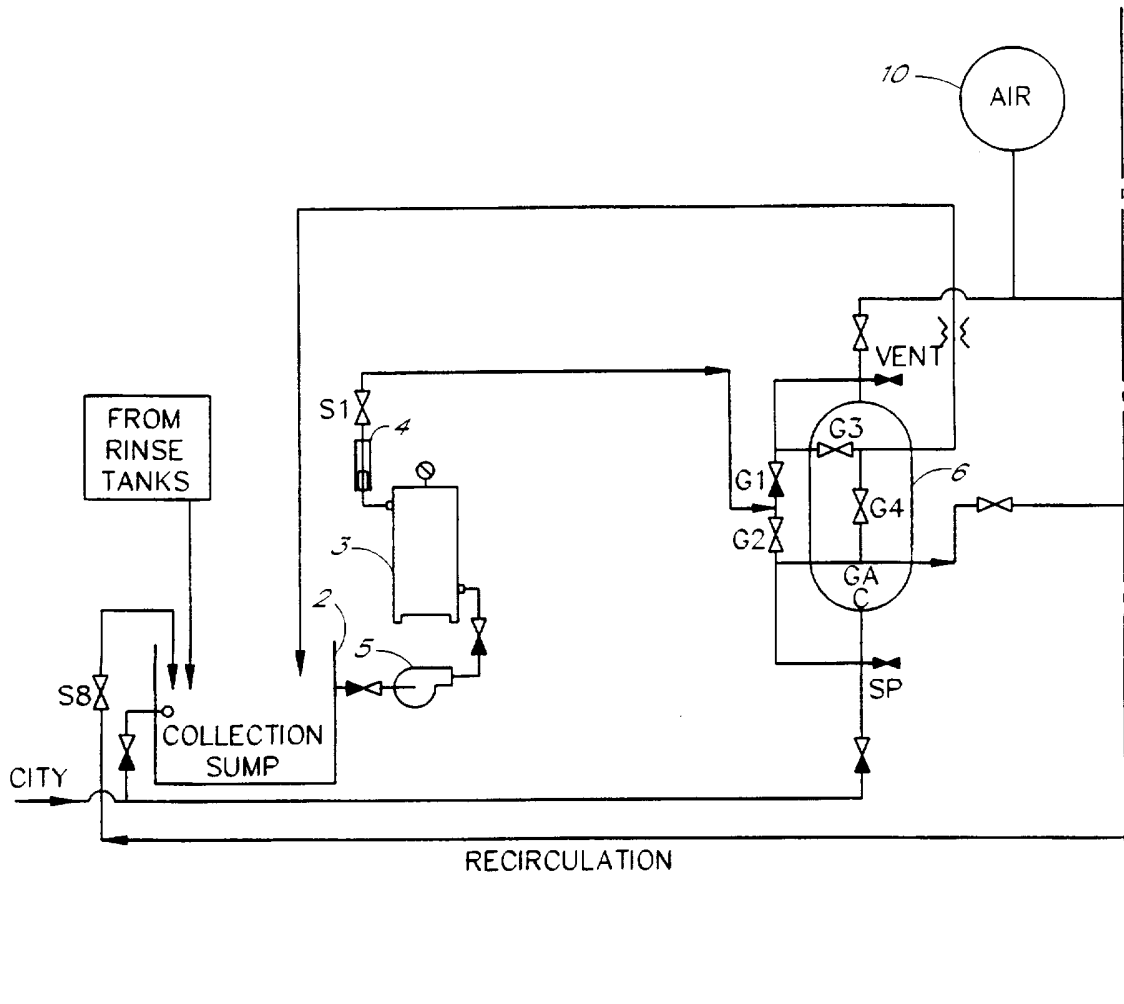 10
AIR
VENT
S1
4
G3
FROM
RINSE
TANKS
G1
6
G4
G2
3
GA
C
2
5
S8
SP
COLLECTION
SUMP
CITY
RECIRCULATION